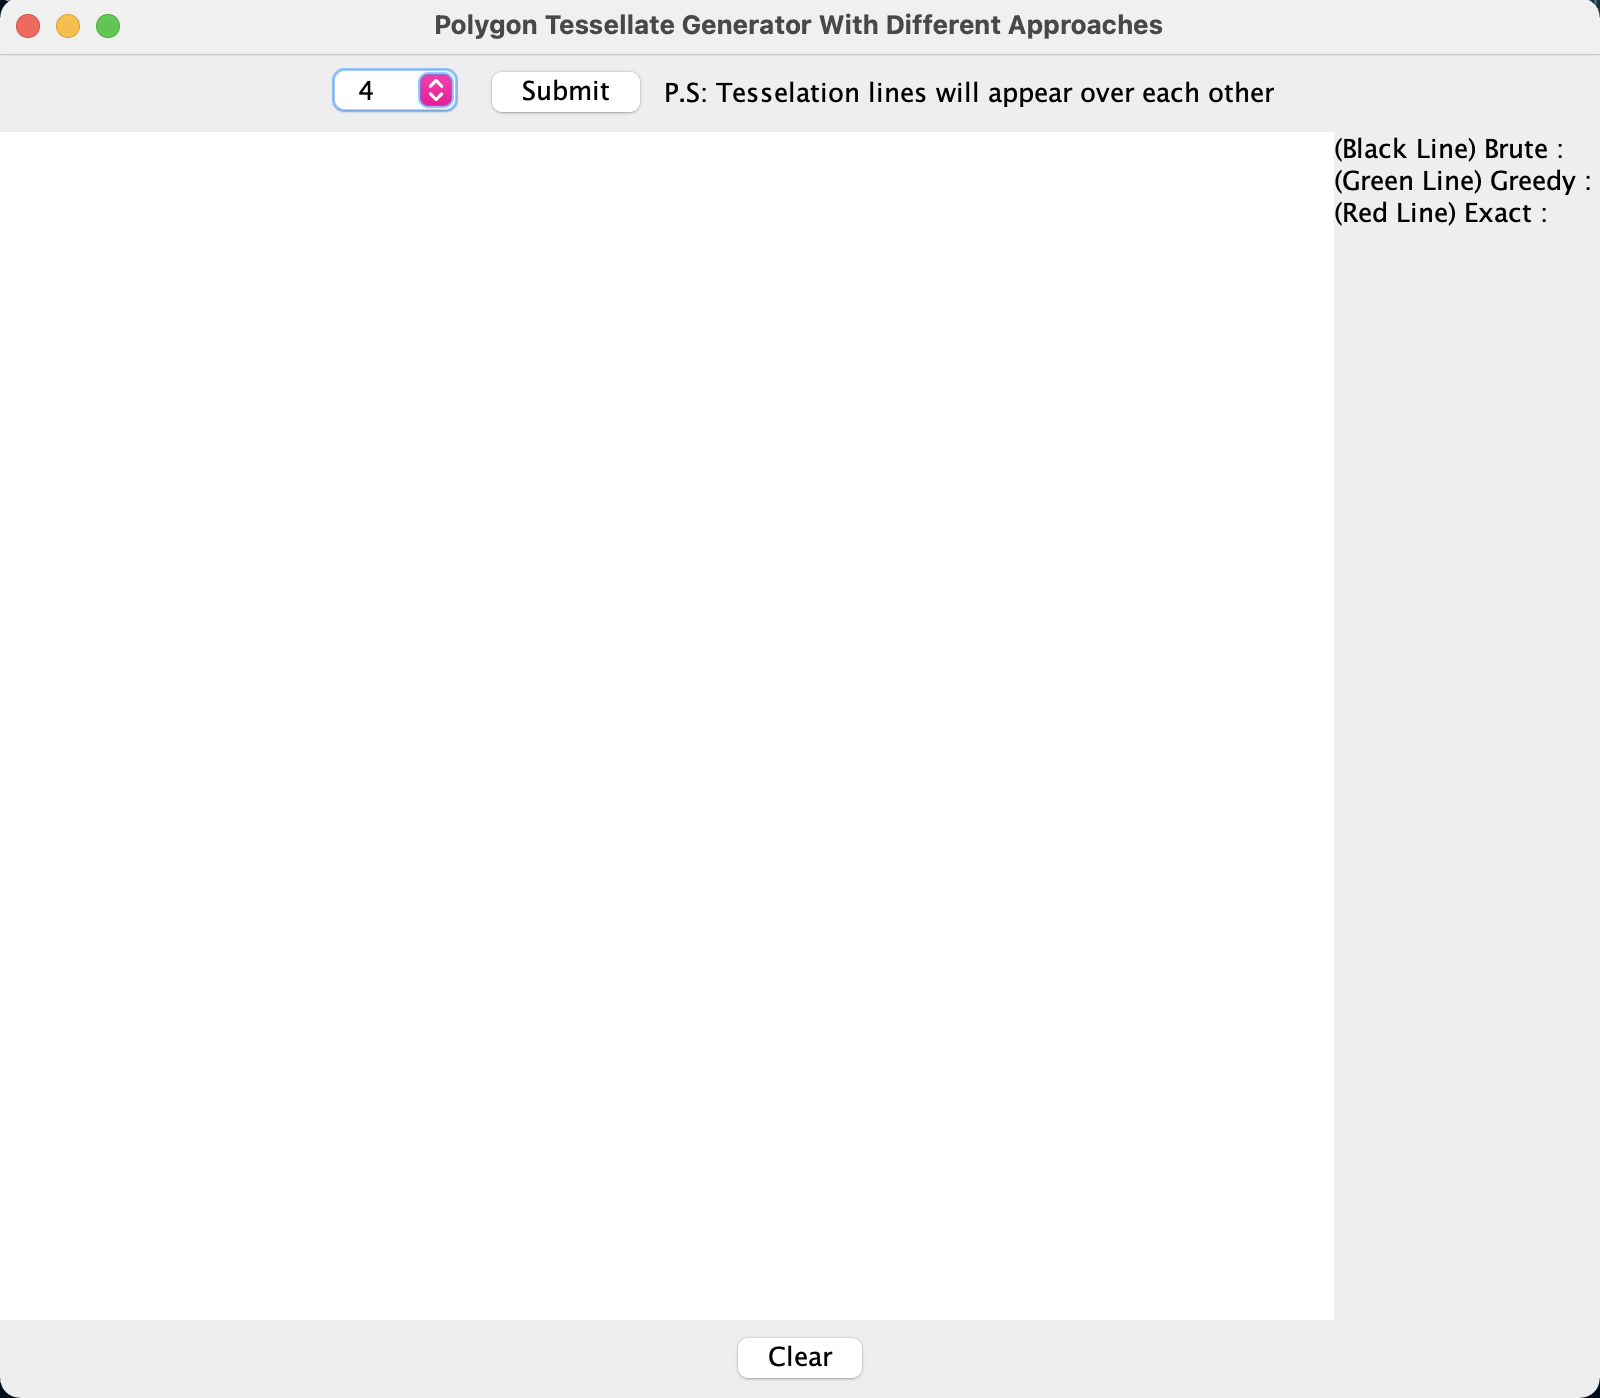 Polygon Tessellate Generator With Different Approaches
4 Submit P.S: Tesselation lines will appear over each other
(Black Line) Brute :
(Green Line) Greedy :
(Red Line) Exact :
Clear